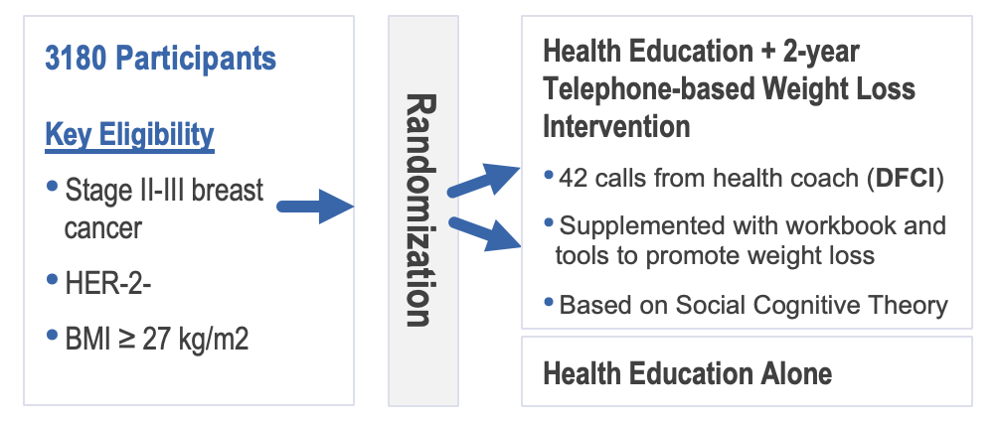 3180 Participants
Key Eligibility
• Stage II-III breast
cancer
• HER-2-
• BMI ≥ 27 kg/m2
Randomization
Health Education + 2-year
Telephone-based Weight Loss
Intervention
• 42 calls from health coach (DFCI)
• Supplemented with workbook and
tools to promote weight loss
• Based on Social Cognitive Theory
Health Education Alone